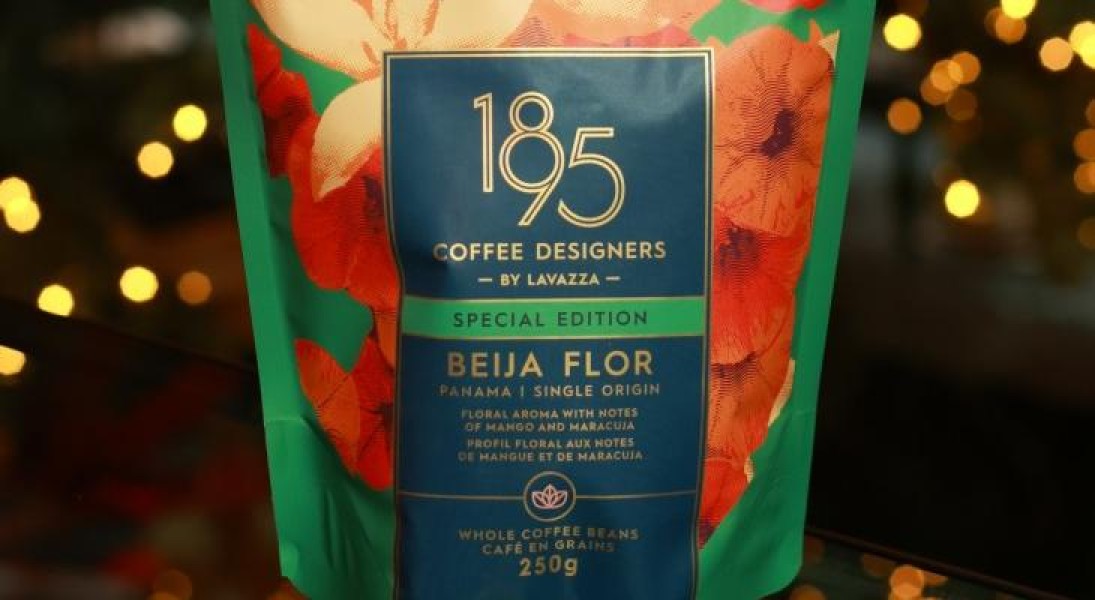 1895
COFFEE DESIGNERS
— BY LAVAZZA —
SPECIAL EDITION
BEIJA FLOR
PANAMA | SINGLE ORIGIN
FLORAL AROMA WITH NOTES
OF MANGO AND MARACUJA
PROFIL FLORAL AUX NOTES
DE MANGUE ET DE MARACUJA
WHOLE COFFEE BEANS
CAFÉ EN GRAINS
250g